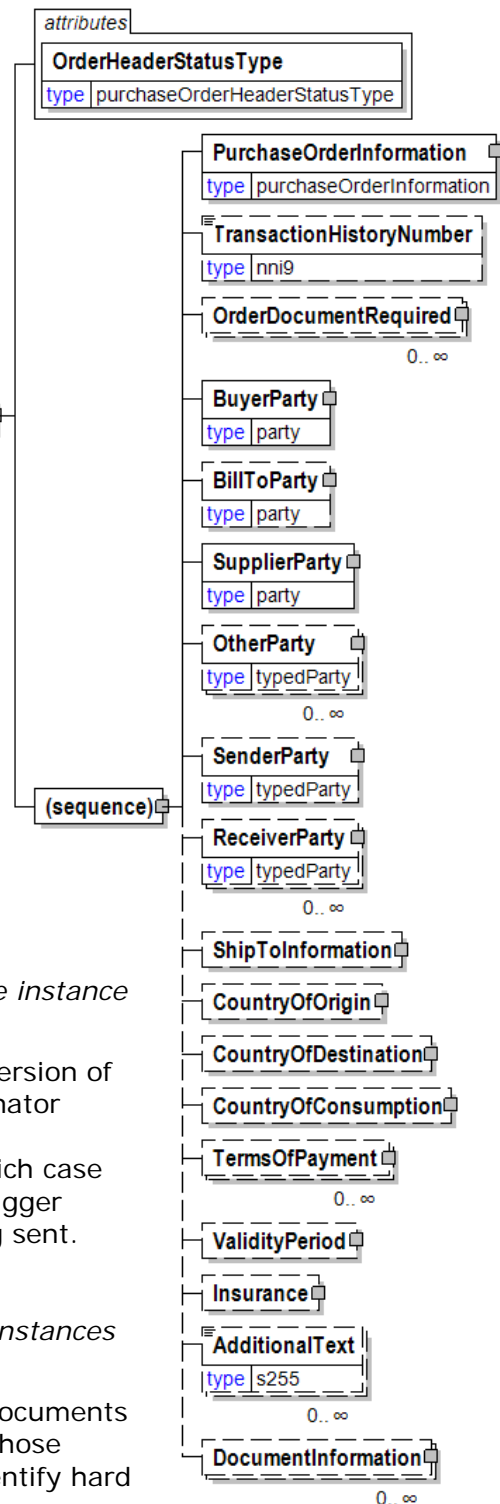 attributes
OrderHeaderStatusType
type purchaseOrderHeaderStatusType
PurchaseOrderInformation
type purchaseOrderInformation
TransactionHistoryNumber
type nni9
OrderDocumentRequired
0.. ∞
BuyerParty
type party
BillToParty
type party
SupplierParty
type party
OtherParty
type typedParty
0.. ∞
SenderParty
type typedParty
(sequence)
ReceiverParty
type typedParty
0.. ∞
ShipToInformation
CountryOfOrigin
CountryOfDestination
CountryOfConsumption
TermsOfPayment
0.. ∞
ValidityPeriod
Insurance
AdditionalText
type s255
0.. ∞
DocumentInformation
0.. ∞
instance
ersion of
nator
ich case
gger
sent.
nstances
ocuments
hose
entify hard